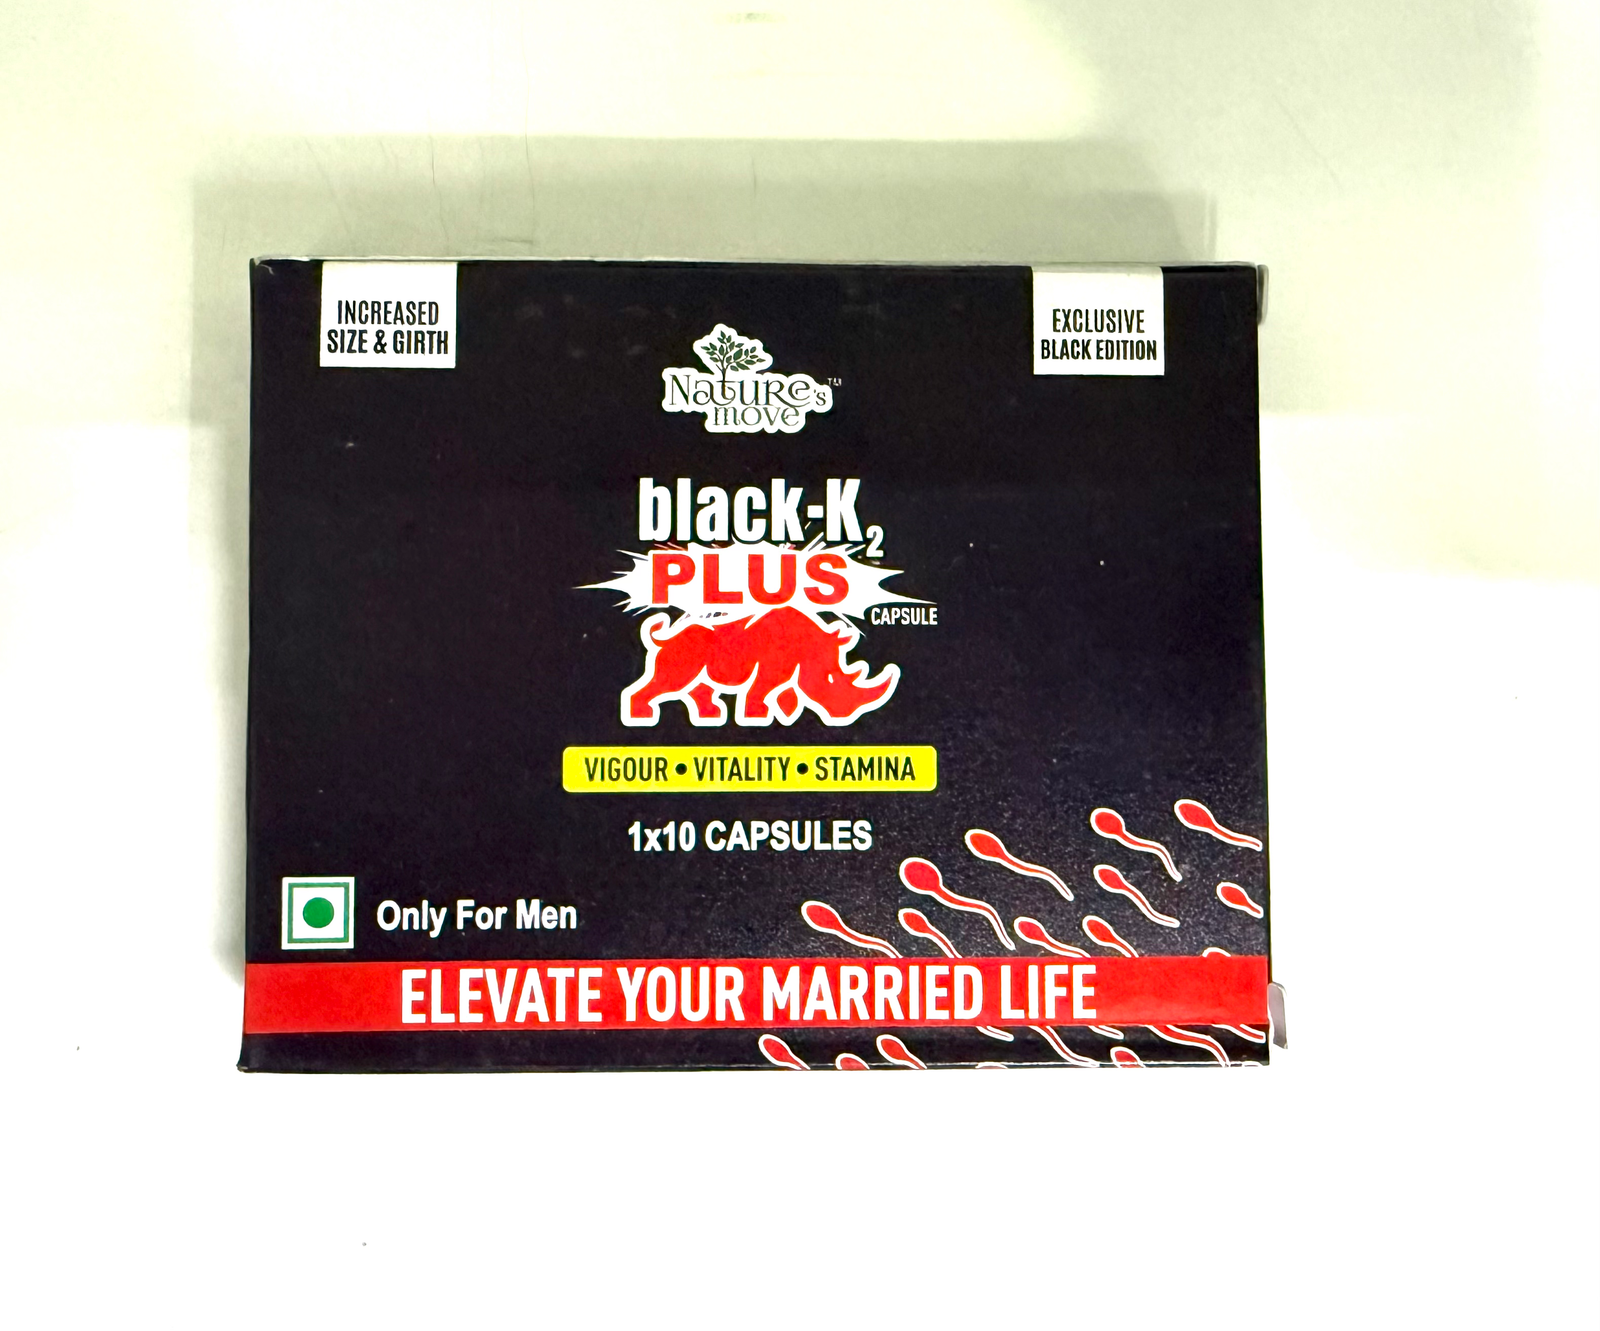 INCREASED
SIZE & GIRTH
EXCLUSIVE
BLACK EDITION
Nature's™
move
black-K₂
PLUS
CAPSULE
VIGOUR • VITALITY • STAMINA
1x10 CAPSULES
Only For Men
ELEVATE YOUR MARRIED LIFE